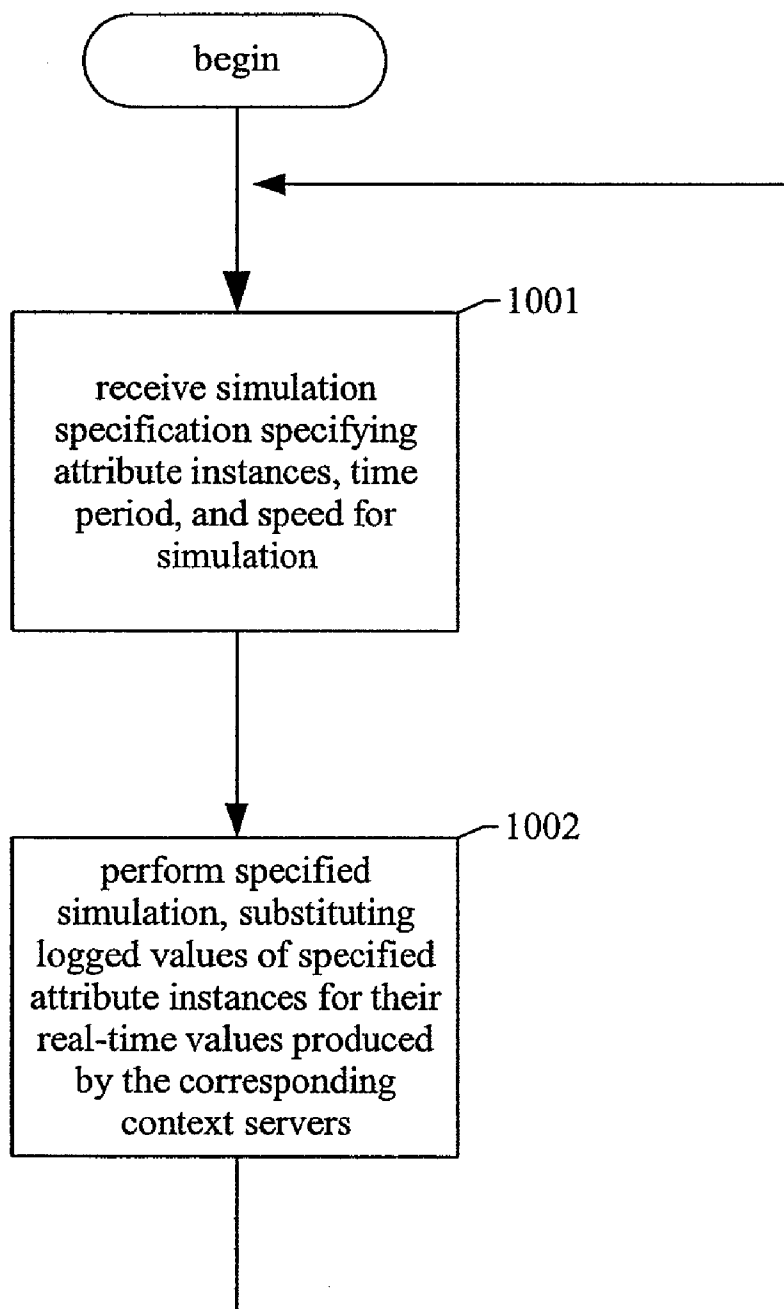 begin
1001
receive simulation
specification specifying
attribute instances, time
period, and speed for
simulation
1002
perform specified
simulation, substituting
logged values of specified
attribute instances for their
real-time values produced
by the corresponding
context servers